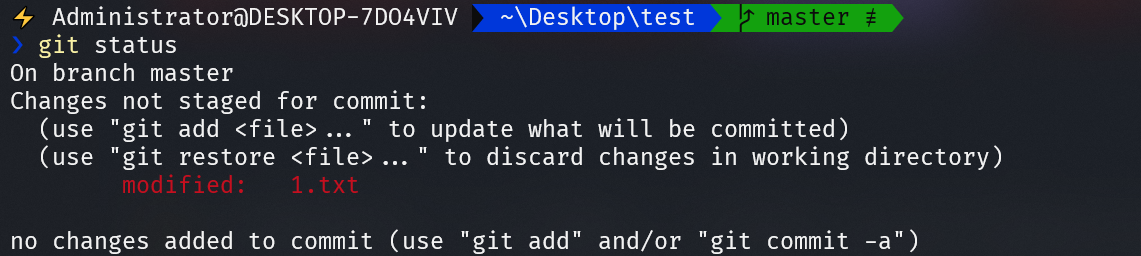 ⚡ Administrator@DESKTOP-7DO4VIV ~\Desktop\test master ≢
❯ git status
On branch master
Changes not staged for commit:
  (use "git add <file>..." to update what will be committed)
  (use "git restore <file>..." to discard changes in working directory)
        modified:   1.txt

no changes added to commit (use "git add" and/or "git commit -a")